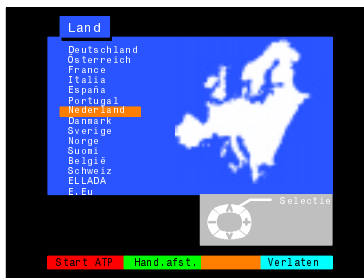 Land
Deutschland
Österreich
France
Italia
España
Portugal
Nederland
Danmark
Sverige
Norge
Suomi
België
Schweiz
ELLADA
E.Eu
Selectie
Start ATP Hand.afst. Verlaten